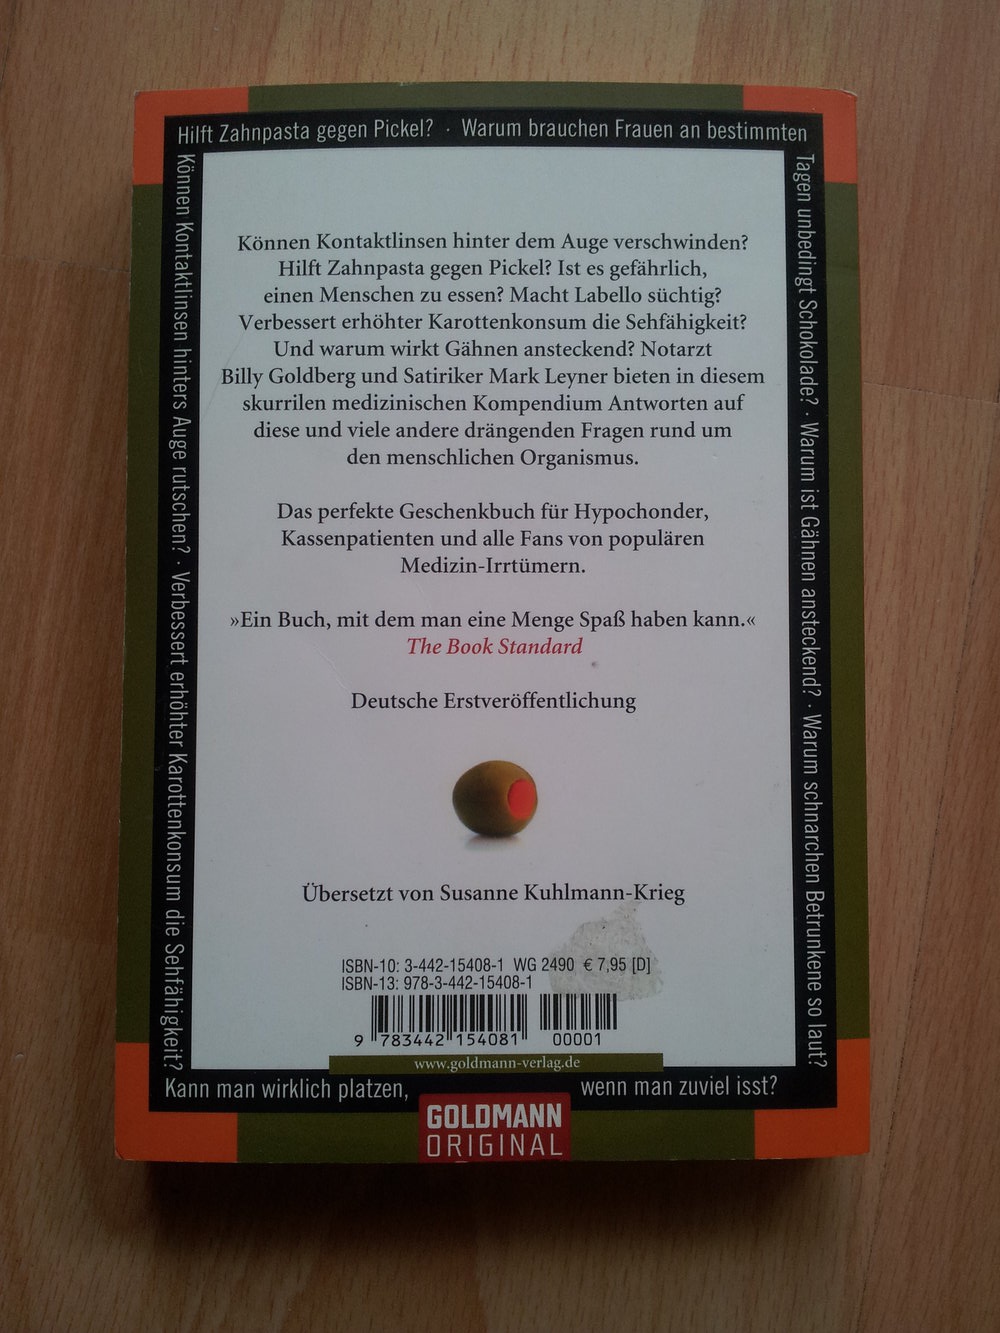 Hilft Zahnpasta gegen Pickel? · Warum brauchen Frauen an bestimmten
Tagen unbedingt Schokolade? · Warum ist Gähnen ansteckend? · Warum schnarchen Betrunkene so laut?
Können Kontaktlinsen hinters Auge rutschen? · Verbessert erhöhter Karottenkonsum die Sehfähigkeit?
Können Kontaktlinsen hinter dem Auge verschwinden?
Hilft Zahnpasta gegen Pickel? Ist es gefährlich,
einen Menschen zu essen? Macht Labello süchtig?
Verbessert erhöhter Karottenkonsum die Sehfähigkeit?
Und warum wirkt Gähnen ansteckend? Notarzt
Billy Goldberg und Satiriker Mark Leyner bieten in diesem
skurrilen medizinischen Kompendium Antworten auf
diese und viele andere drängenden Fragen rund um
den menschlichen Organismus.
Das perfekte Geschenkbuch für Hypochonder,
Kassenpatienten und alle Fans von populären
Medizin-Irrtümern.
»Ein Buch, mit dem man eine Menge Spaß haben kann.«
The Book Standard
Deutsche Erstveröffentlichung
Übersetzt von Susanne Kuhlmann-Krieg
ISBN-10: 3-442-15408-1 WG 2490 € 7,95 [D]
ISBN-13: 978-3-442-15408-1
9 783442 154081 00001
www.goldmann-verlag.de
Kann man wirklich platzen, wenn man zuviel isst?
GOLDMANN
ORIGINAL